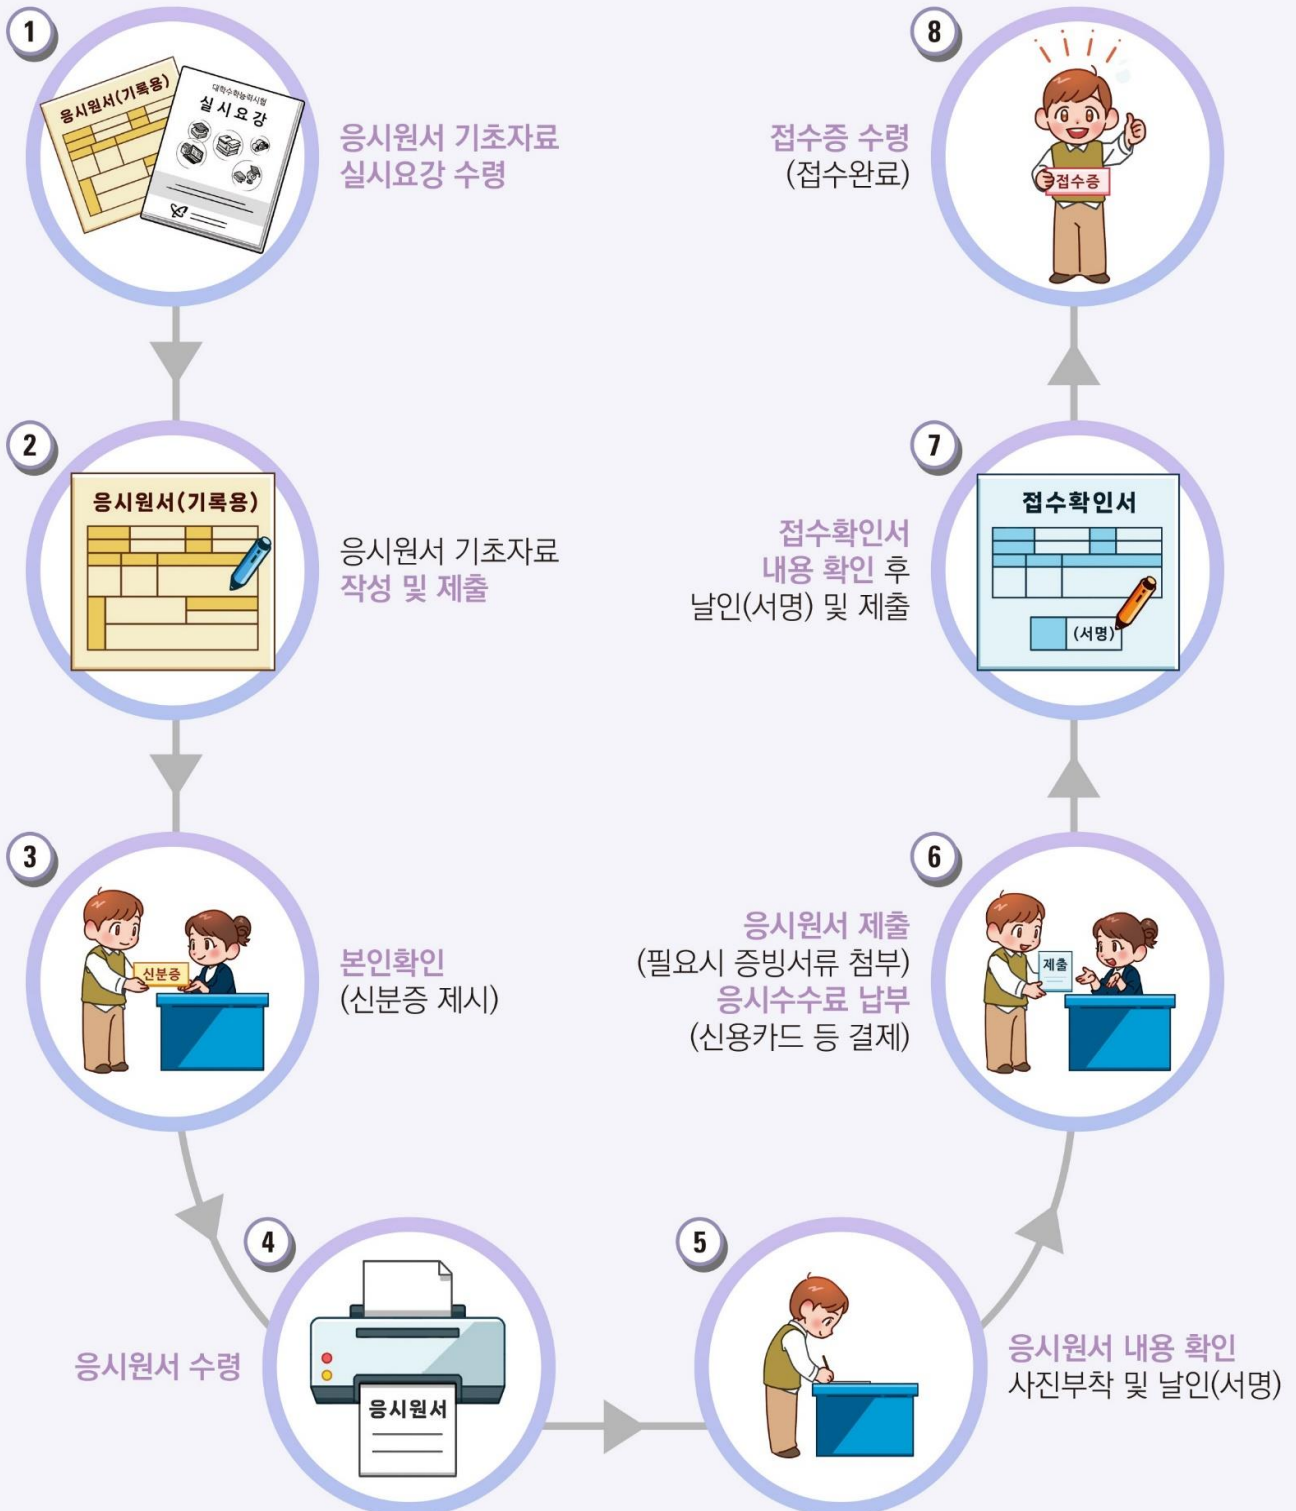 1
응시원서(기록용)
대학수학능력시험
실시요강
응시원서 기초자료
실시요강 수령
2
응시원서(기록용)
응시원서 기초자료
작성 및 제출
3
신분증
본인확인
(신분증 제시)
4
응시원서
응시원서 수령
5
응시원서 내용 확인
사진부착 및 날인(서명)
6
제출
응시원서 제출
(필요시 증빙서류 첨부)
응시수수료 납부
(신용카드 등 결제)
7
접수확인서
(서명)
접수확인서
내용 확인 후
날인(서명) 및 제출
8
접수증
접수증 수령
(접수완료)